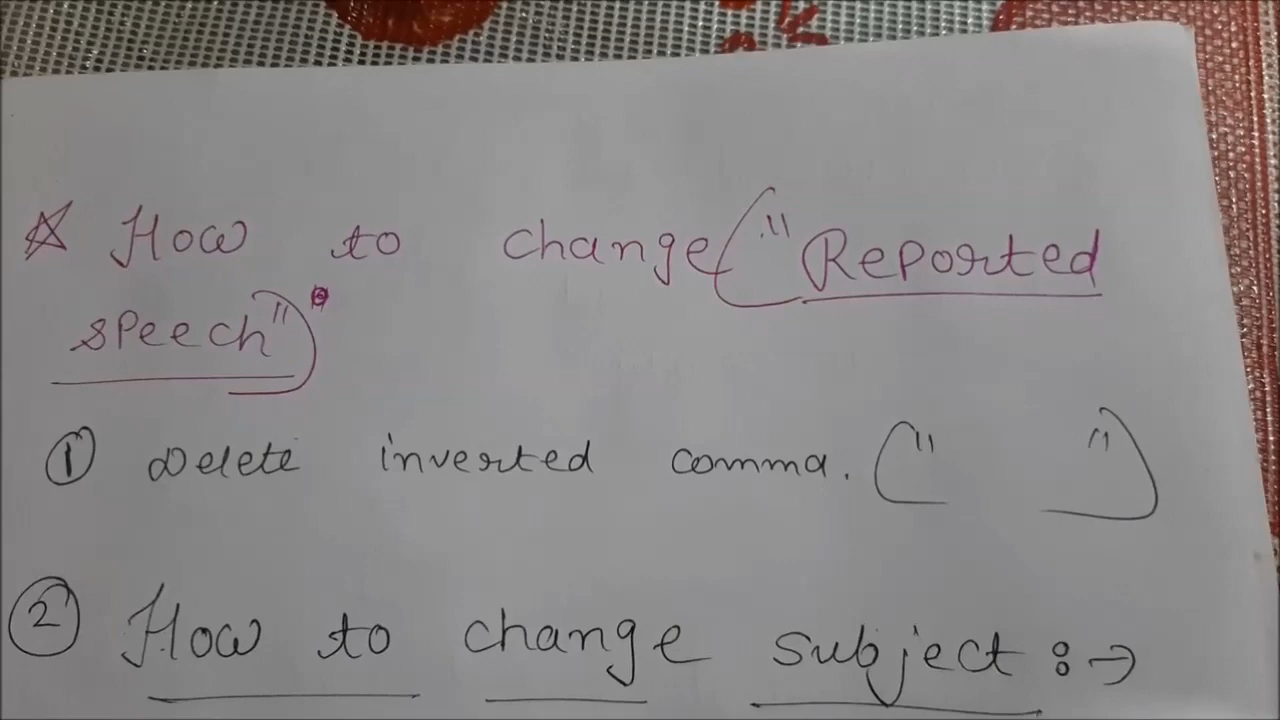 ☆ How to change ("Reported
speech")
① Delete inverted comma. (" ")
② How to change subject :→